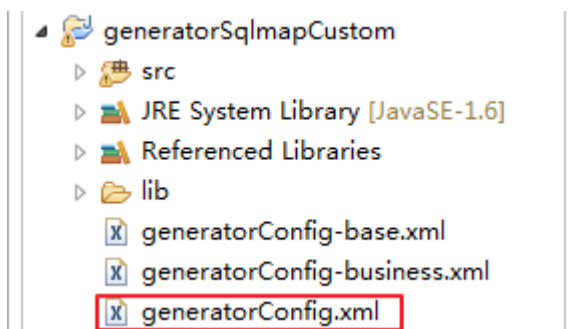 generatorSqlmapCustom
src
JRE System Library [JavaSE-1.6]
Referenced Libraries
lib
generatorConfig-base.xml
generatorConfig-business.xml
generatorConfig.xml